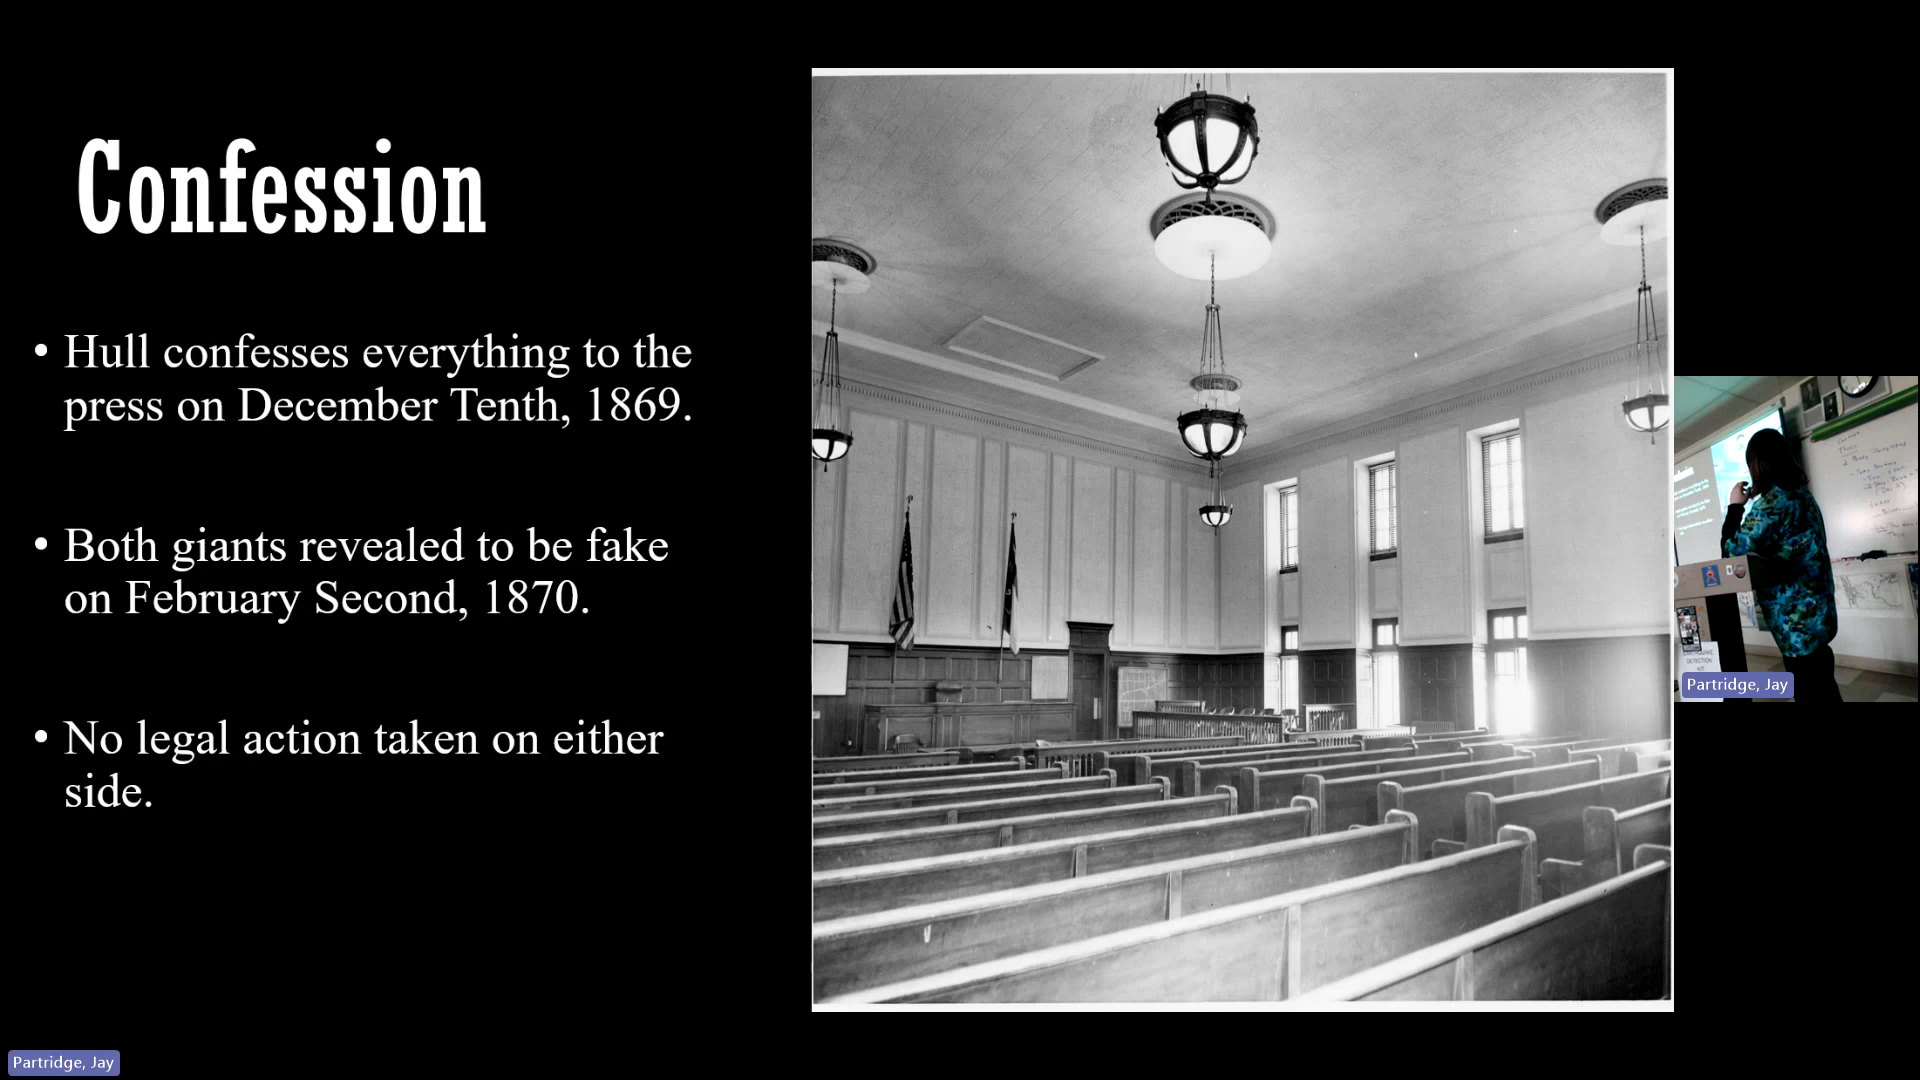 Confession
• Hull confesses everything to the
press on December Tenth, 1869.
• Both giants revealed to be fake
on February Second, 1870.
• No legal action taken on either
side.
Partridge, Jay
DETECTION
Partridge, Jay